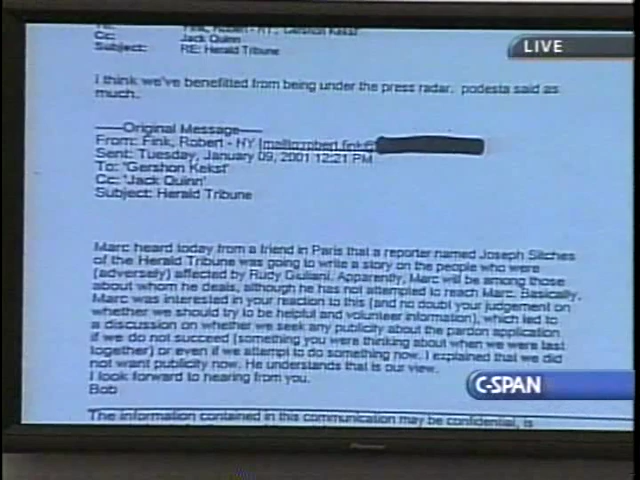 To: Fink, Robert - NY; Gershon Kekst
Cc: Jack Quinn
Subject: RE: Herald Tribune
LIVE
I think we've benefitted from being under the press radar. podesta said as
much.
-----Original Message-----
From: Fink, Robert - NY [mailto:robert.fink@
Sent: Tuesday, January 09, 2001 12:21 PM
To: 'Gershon Kekst'
Cc: 'Jack Quinn'
Subject: Herald Tribune
Marc heard today from a friend in Paris that a reporter named Joseph
of the Herald Tribune was going to write a story on the people who were
(adversely) affected by Rudy Giuliani. Apparently, Marc will be among those
about whom he deals, although he has not attempted to reach Marc. Basically,
Marc was interested in your reaction to this (and no doubt your judgement on
whether we should try to be helpful and volunteer information), which led to
a discussion on whether we seek any publicity about the pardon application
if we do not succeed (something you were thinking about when we were last
together) or even if we attempt to do something now. I explained that we did
not want publicity now. He understands that is our view.
I look forward to hearing from you.
Bob
C-SPAN
The information contained in this communication may be confidential, is